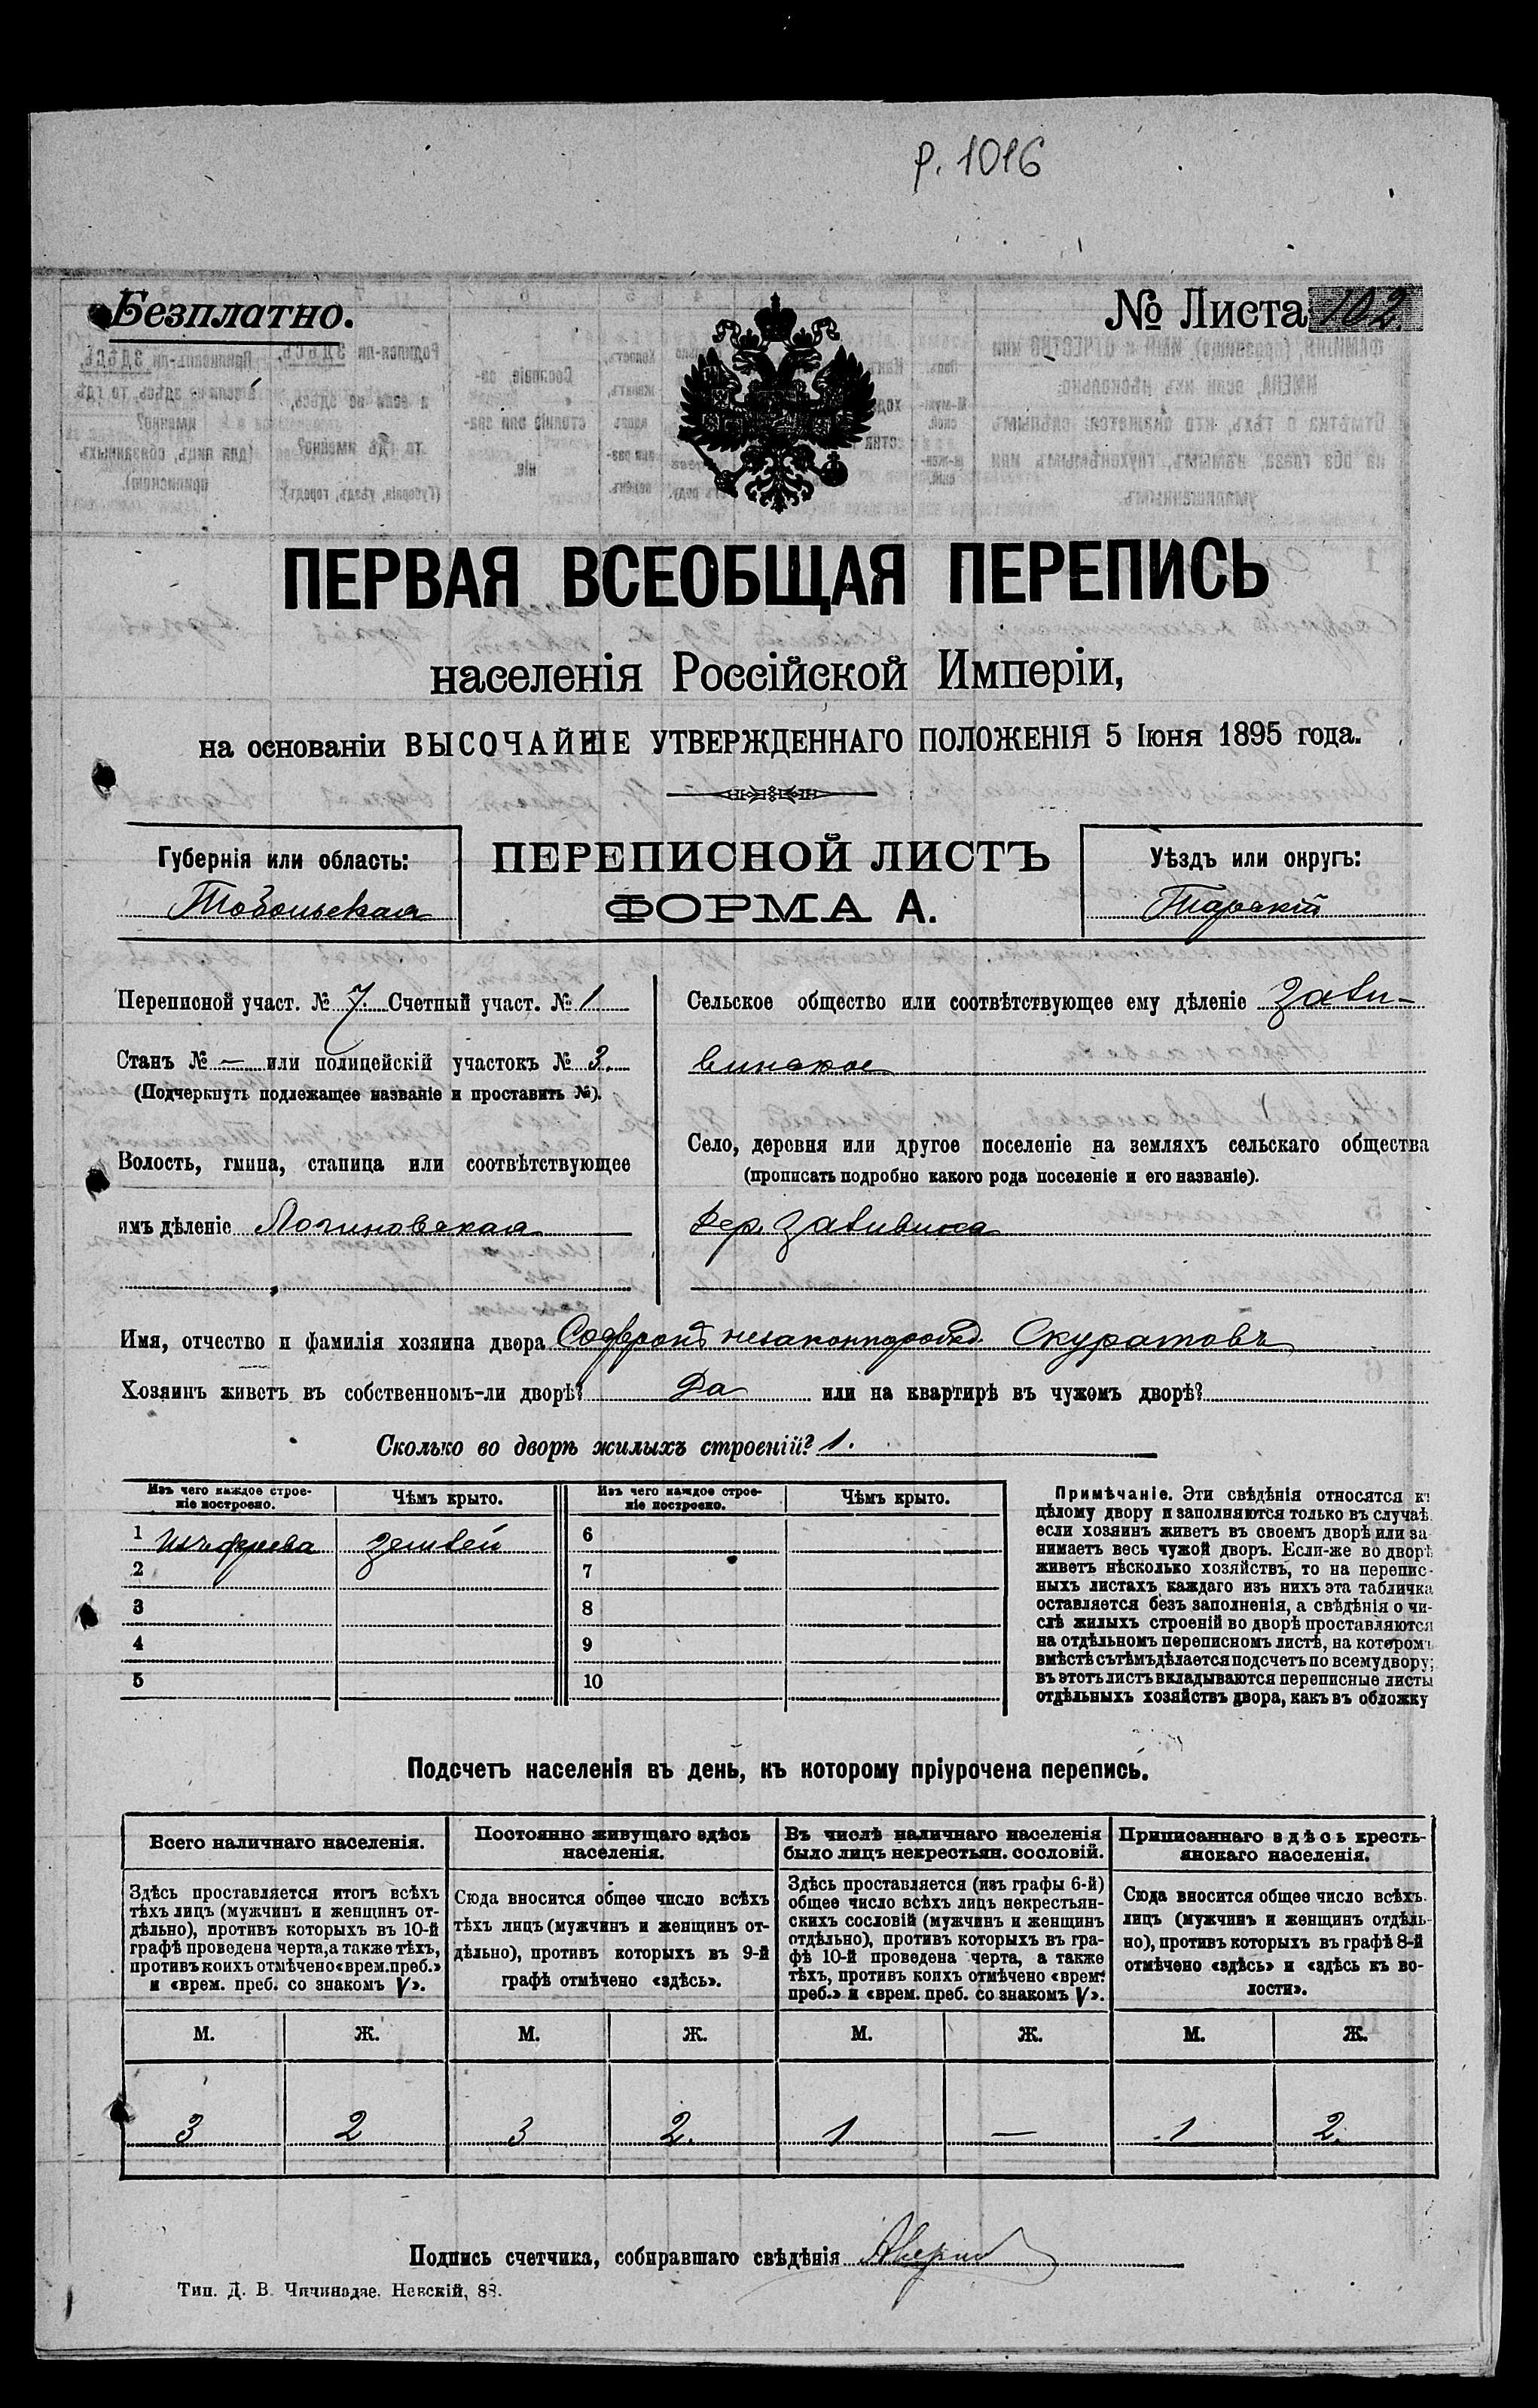 р. 1016
Безплатно.
№ Листа 102
ПЕРВАЯ ВСЕОБЩАЯ ПЕРЕПИСЬ
населенія Россійской Имперіи,
на основаніи ВЫСОЧАЙШЕ УТВЕРЖДЕННАГО ПОЛОЖЕНІЯ 5 Іюня 1895 года.
Губернія или область:
Тобольская
ПЕРЕПИСНОЙ ЛИСТЪ
ФОРМА А.
Уѣздъ или округъ:
Тарскій
Переписной участ. № 7. Счетный участ. № 1
Станъ № — или полицейскій участокъ № 3.
(Подчеркнуть подлежащее названіе и проставить №).
Волость, гмина, станица или соотвѣтствующее
имъ дѣленіе Логиновская
Сельское общество или соотвѣтствующее ему дѣленіе Зали-
винское
Село, деревня или другое поселеніе на земляхъ сельскаго общества
(прописать подробно какого рода поселеніе и его названіе).
Дер. Заливина
Имя, отчество и фамилія хозяина двора Софронъ незаконнорожд. Скуратовъ
Хозяинъ живетъ въ собственномъ-ли дворѣ? Да или на квартирѣ въ чужомъ дворѣ?
Сколько во дворѣ жилыхъ строеній? 1.
Изъ чего каждое строе-
ніе построено.
Чѣмъ крыто.
Изъ чего каждое строе-
ніе построено.
Чѣмъ крыто.
1 изъ дерева землей 6
2 7
3 8
4 9
5 10
Примѣчаніе. Эти свѣдѣнія относятся къ
цѣлому двору и заполняются только въ случаѣ
если хозяинъ живетъ въ своемъ дворѣ или за
нимаетъ весь чужой дворъ. Если-же во дворѣ
живетъ нѣсколько хозяйствъ, то на перепис-
ныхъ листахъ каждаго изъ нихъ эта табличка
оставляется безъ заполненія, а свѣдѣнія о чи-
слѣ жилыхъ строеній во дворѣ проставляются
на отдѣльномъ переписномъ листѣ, на которомъ
вмѣстѣ съ тѣмъ дѣлается подсчетъ по всему двору;
въ этотъ листъ вкладываются переписные листы
отдѣльныхъ хозяйствъ двора, какъ въ обложку
Подсчетъ населенія въ день, къ которому пріурочена перепись.
Всего наличнаго населенія.
Здѣсь проставляется итогъ всѣхъ
тѣхъ лицъ (мужчинъ и женщинъ от-
дѣльно), противъ которыхъ въ 10-й
графѣ проведена черта, а также тѣхъ,
противъ коихъ отмѣчено «врем. преб.»
и «врем. преб. со знакомъ V».
Постоянно живущаго здѣсь
населенія.
Сюда вносится общее число всѣхъ
тѣхъ лицъ (мужчинъ и женщинъ от-
дѣльно), противъ которыхъ въ 9-й
графѣ отмѣчено «здѣсь».
Въ числѣ наличнаго населенія
было лицъ некрестьян. сословій.
Здѣсь проставляется (изъ графы 6-й)
общее число всѣхъ лицъ некрестьян-
скихъ сословій (мужчинъ и женщинъ
отдѣльно), противъ которыхъ въ гра-
фѣ 10-й проведена черта, а также
тѣхъ, противъ коихъ отмѣчено «врем.
преб.» и «врем. преб. со знакомъ V».
Приписаннаго здѣсь кресть-
янскаго населенія.
Сюда вносится общее число всѣхъ
лицъ (мужчинъ и женщинъ отдѣль-
но), противъ которыхъ въ графѣ 8-й
отмѣчено «здѣсь» и «здѣсь къ во-
лости».
М. Ж. М. Ж. М. Ж. М. Ж.
3 2 3 2. 1 — 1 2.
Подпись счетчика, собиравшаго свѣдѣнія
Тип. Д. В. Чичинадзе. Невскій, 88.